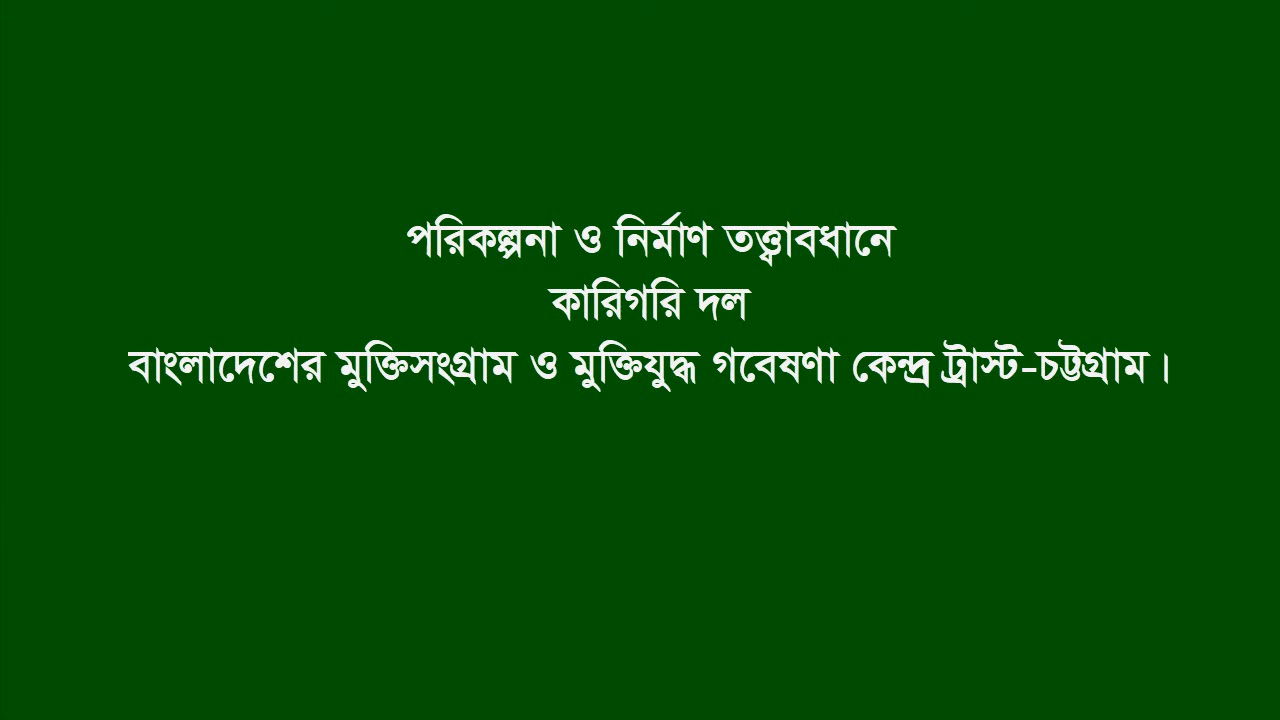 পরিকল্পনা ও নির্মাণ তত্ত্বাবধানে
কারিগরি দল
বাংলাদেশের মুক্তিসংগ্রাম ও মুক্তিযুদ্ধ গবেষণা কেন্দ্র ট্রাস্ট-চট্টগ্রাম।